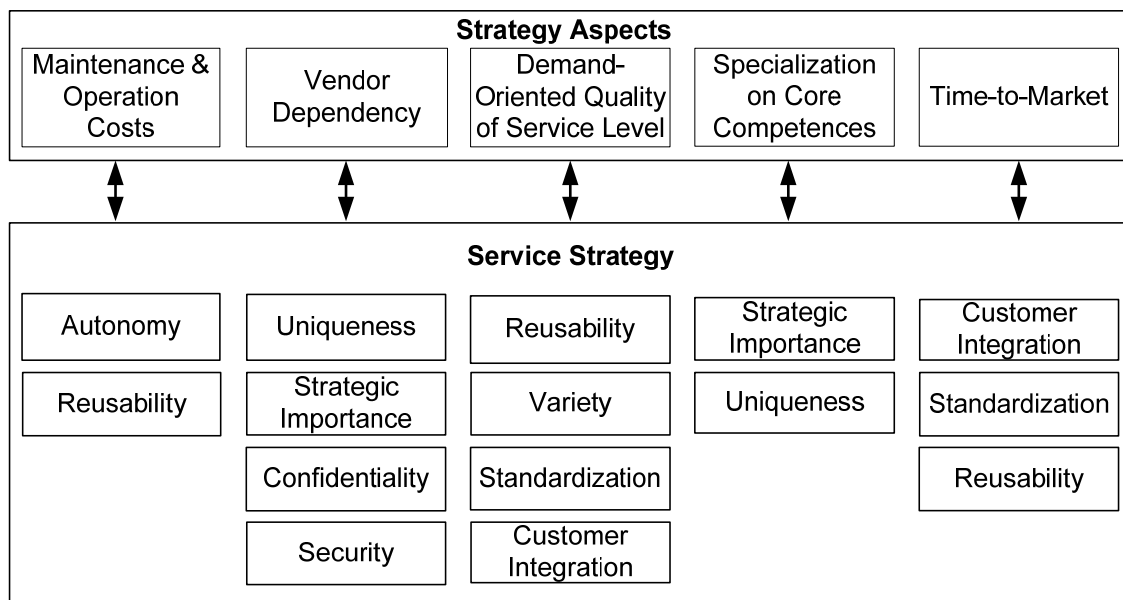 Strategy Aspects
Maintenance &
Operation
Costs
Vendor
Dependency
Demand-
Oriented Quality
of Service Level
Specialization
on Core
Competences
Time-to-Market
Service Strategy
Autonomy
Reusability
Uniqueness
Strategic
Importance
Confidentiality
Security
Reusability
Variety
Standardization
Customer
Integration
Strategic
Importance
Uniqueness
Customer
Integration
Standardization
Reusability